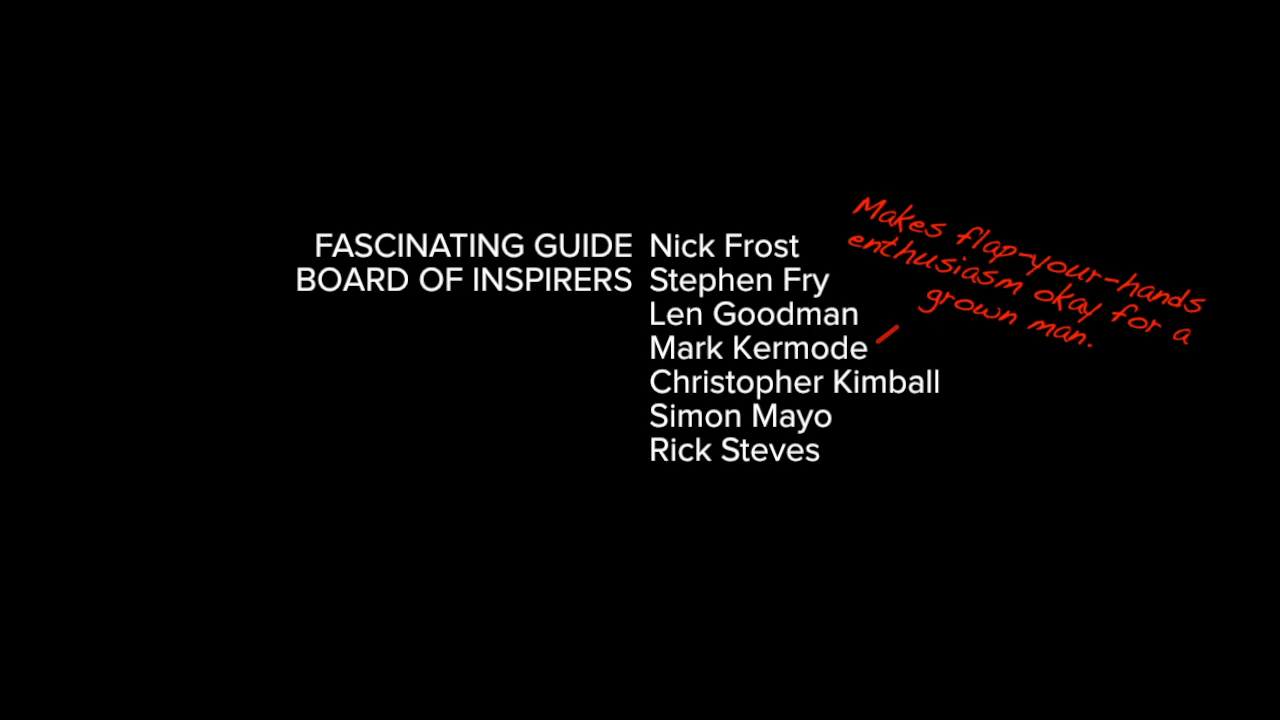 FASCINATING GUIDE
BOARD OF INSPIRERS
Nick Frost
Stephen Fry
Len Goodman
Mark Kermode
Christopher Kimball
Simon Mayo
Rick Steves
Makes flap-your-hands
enthusiasm okay for a
grown man.